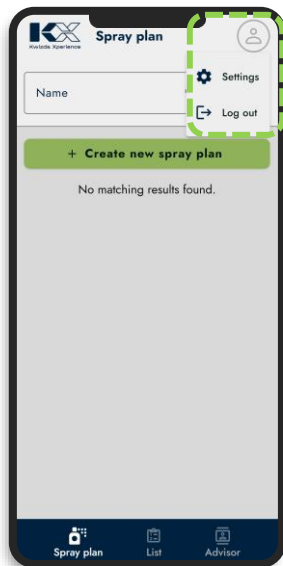 KX
Kwizda Xperience
Spray plan
Settings
Name
Log out
+ Create new spray plan
No matching results found.
Spray plan
List
Advisor